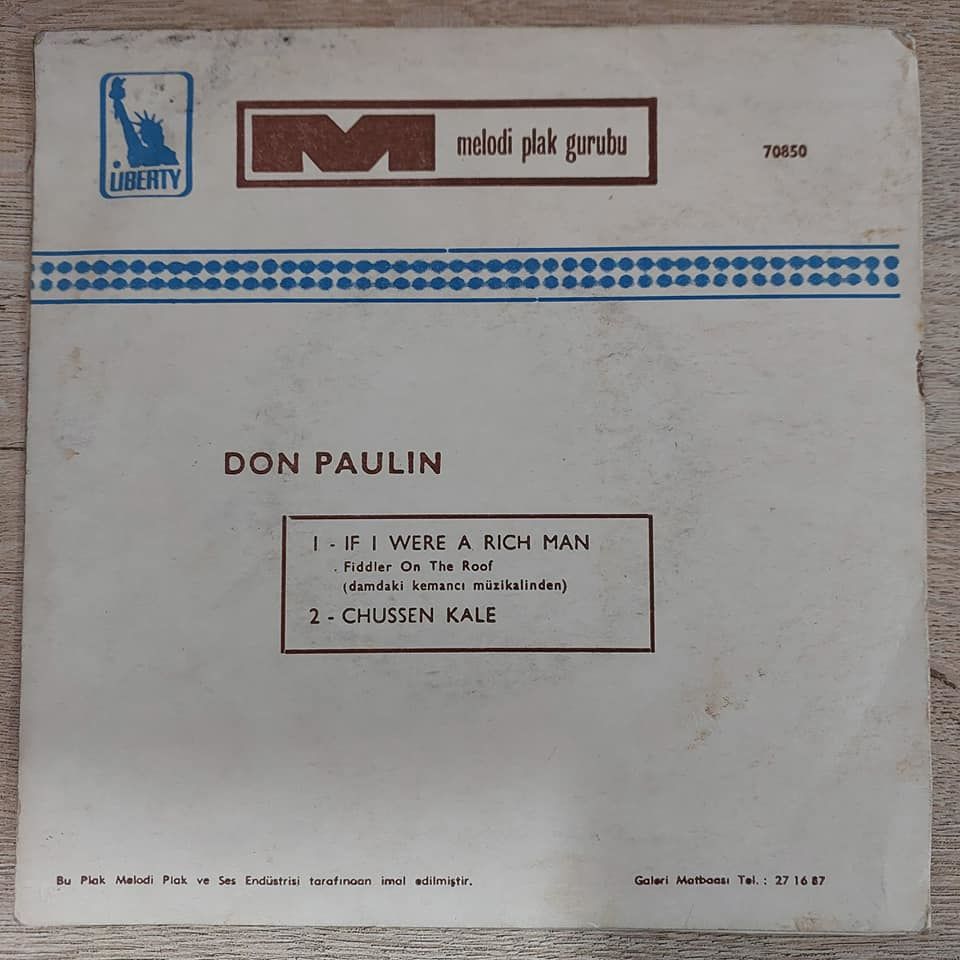 LIBERTY
M melodi plak gurubu
70850
DON PAULIN
1 - IF I WERE A RICH MAN
. Fiddler On The Roof
(damdaki kemancı müzikalinden)
2 - CHUSSEN KALE
Bu Plak Melodi Plak ve Ses Endüstrisi tarafından imal edilmiştir.
Galeri Matbaası Tel. : 27 16 87